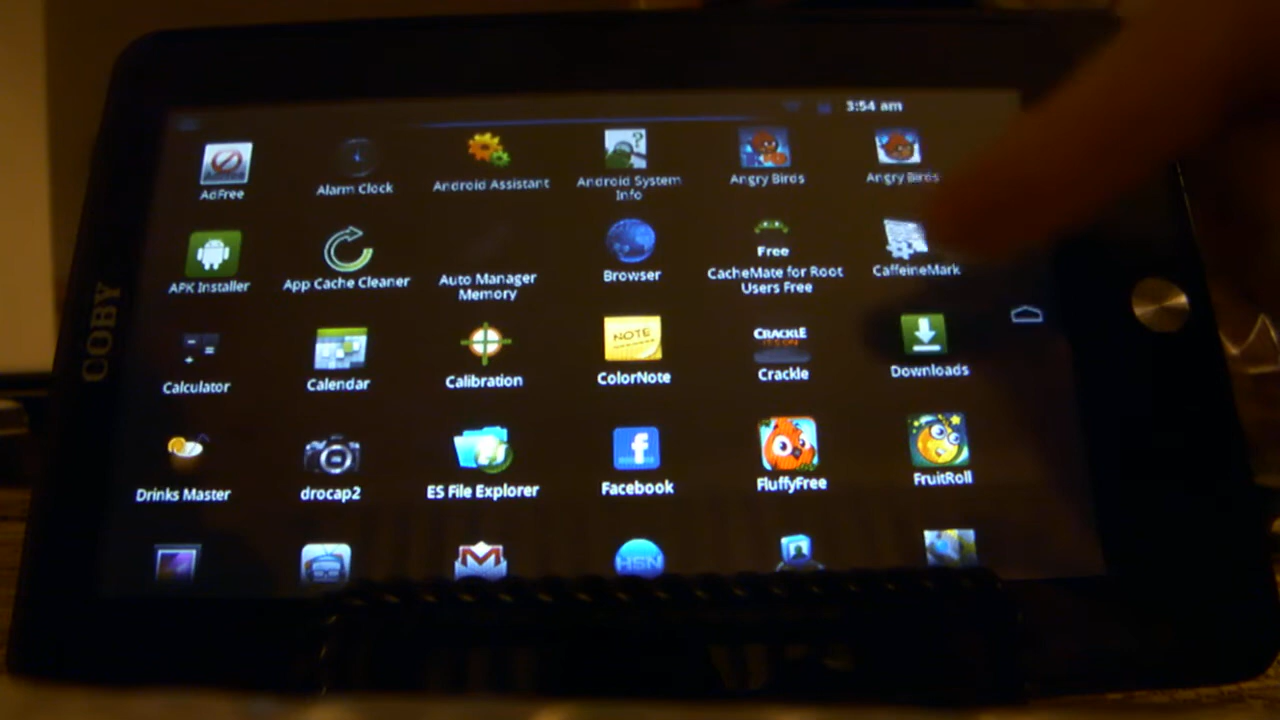 3:54 am
AdFree
Alarm Clock
Android Assistant
Android System
Info
Angry Birds
Angry Birds
APK Installer
App Cache Cleaner
Auto Manager
Memory
Browser
Free
CacheMate for Root
Users Free
CaffeineMark
Calculator
Calendar
Calibration
NOTE
ColorNote
CRACKLE
Crackle
Downloads
Drinks Master
drocap2
ES File Explorer
Facebook
FluffyFree
FruitRoll
HSN
COBY